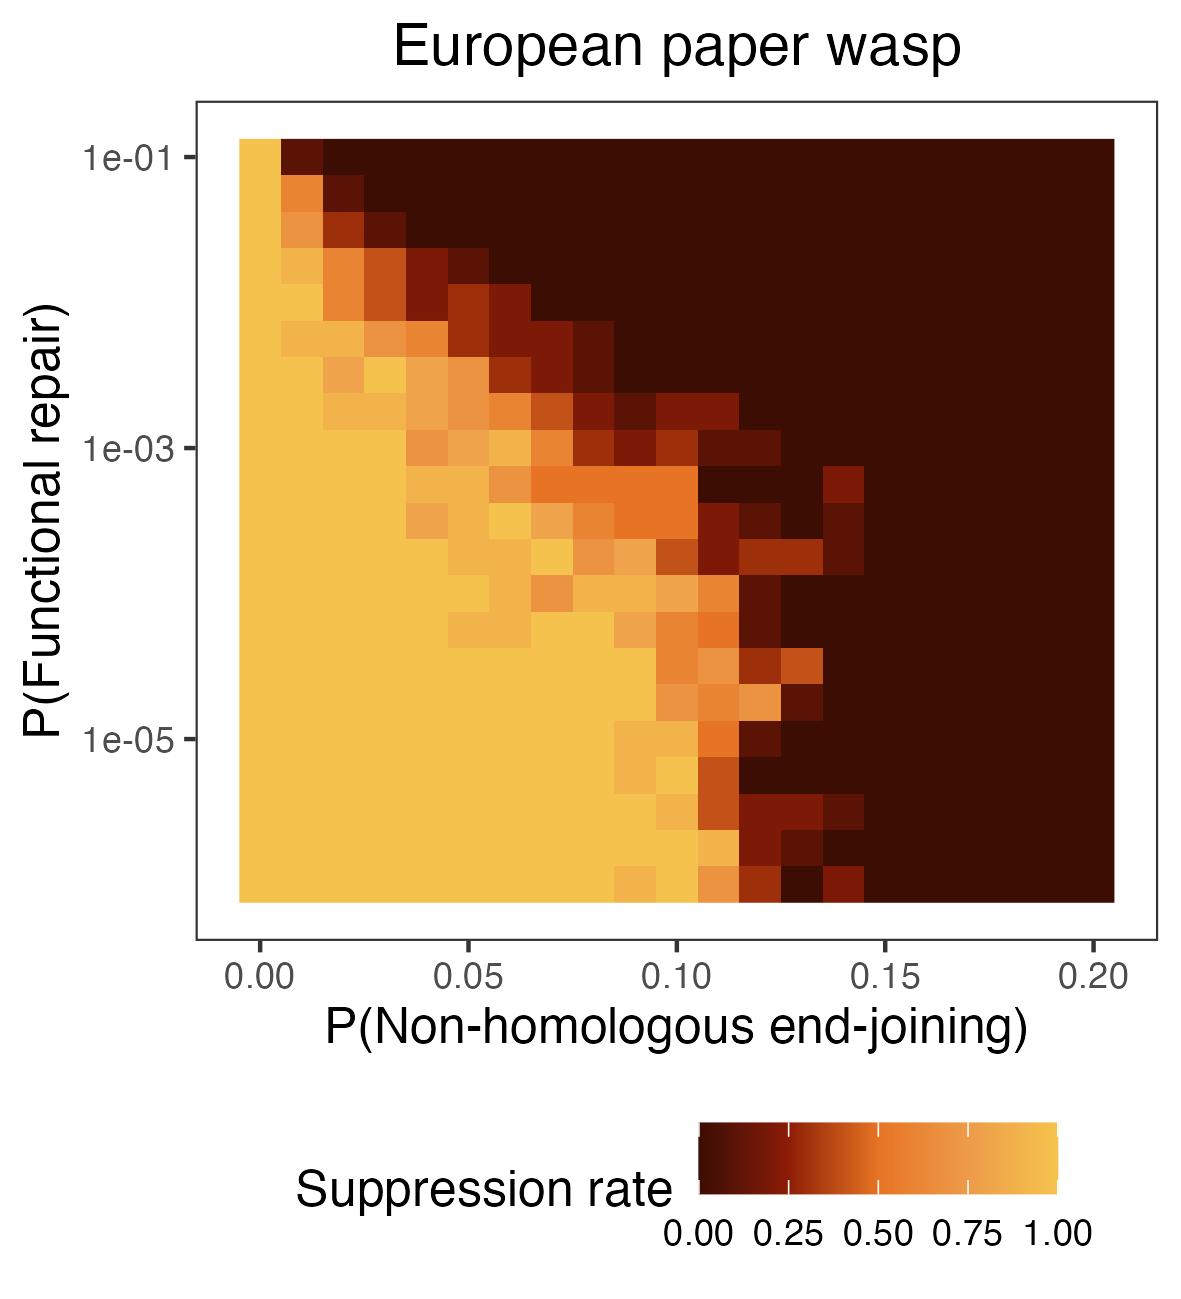 European paper wasp
P(Functional repair)
1e-01
1e-03
1e-05
0.00 0.05 0.10 0.15 0.20
P(Non-homologous end-joining)
Suppression rate
0.00 0.25 0.50 0.75 1.00